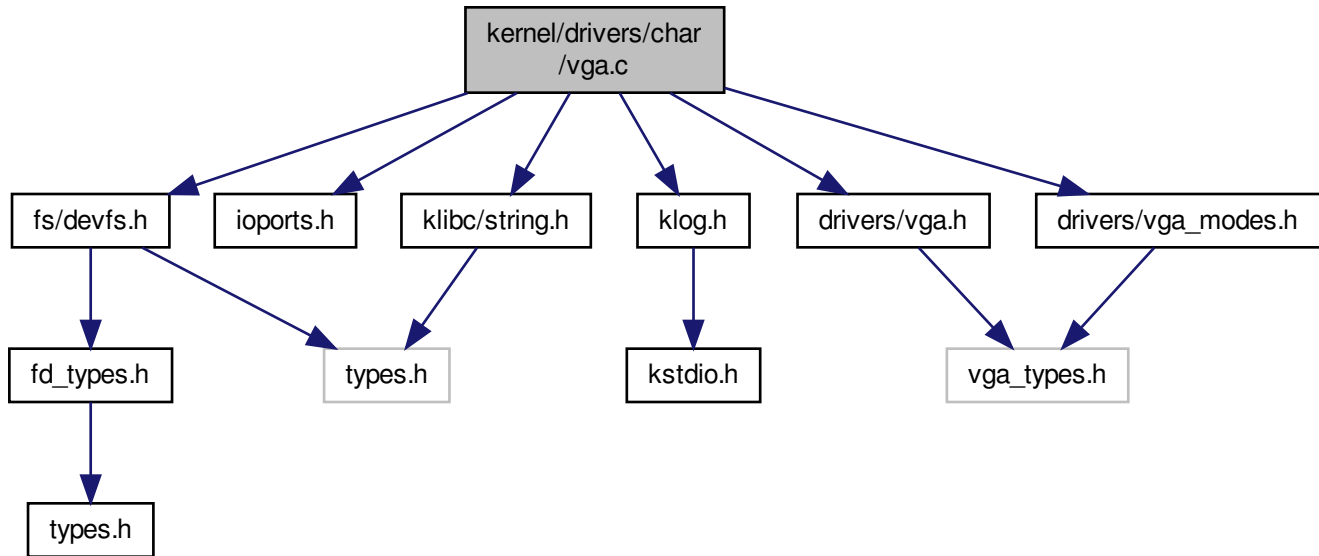 kernel/drivers/char
/vga.c
fs/devfs.h
ioports.h
klibc/string.h
klog.h
drivers/vga.h
drivers/vga_modes.h
fd_types.h
types.h
kstdio.h
vga_types.h
types.h